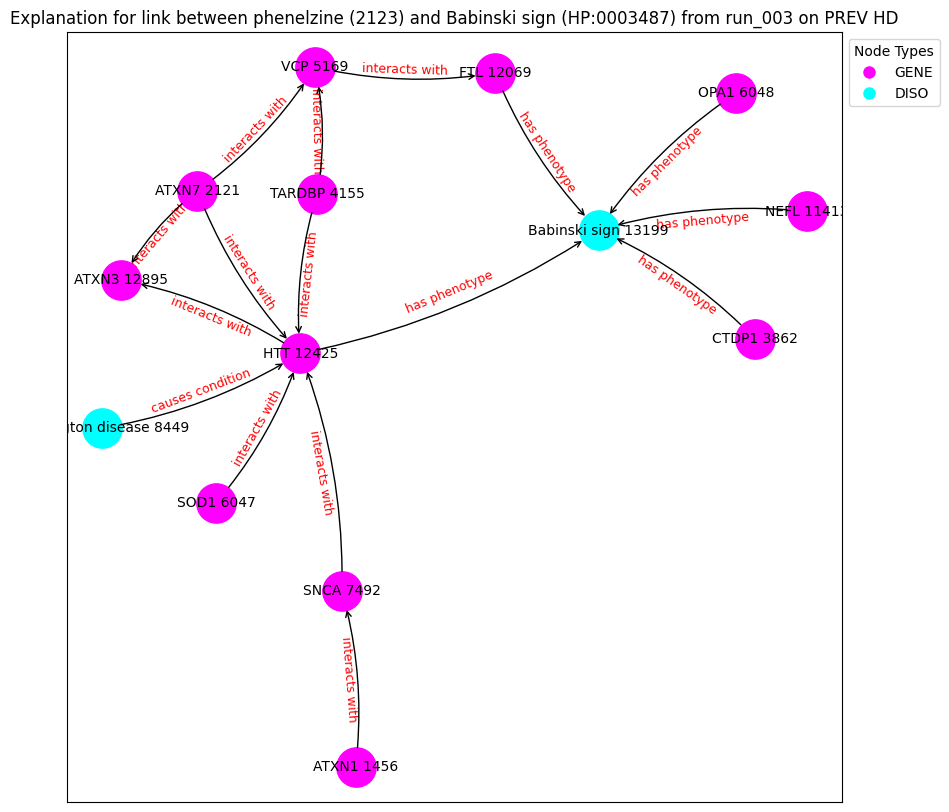 Explanation for link between phenelzine (2123) and Babinski sign (HP:0003487) from run_003 on PREV HD
Node Types
GENE
DISO
VCP 5169
interacts with
FTL 12069
OPA1 6048
interacts with
interacts with
has phenotype
has phenotype
ATXN7 2121
TARDBP 4155
NEFL 11413
has phenotype
Babinski sign 13199
interacts with
interacts with
interacts with
has phenotype
ATXN3 12895
has phenotype
interacts with
CTDP1 3862
HTT 12425
causes condition
gton disease 8449
interacts with
interacts with
SOD1 6047
SNCA 7492
interacts with
ATXN1 1456